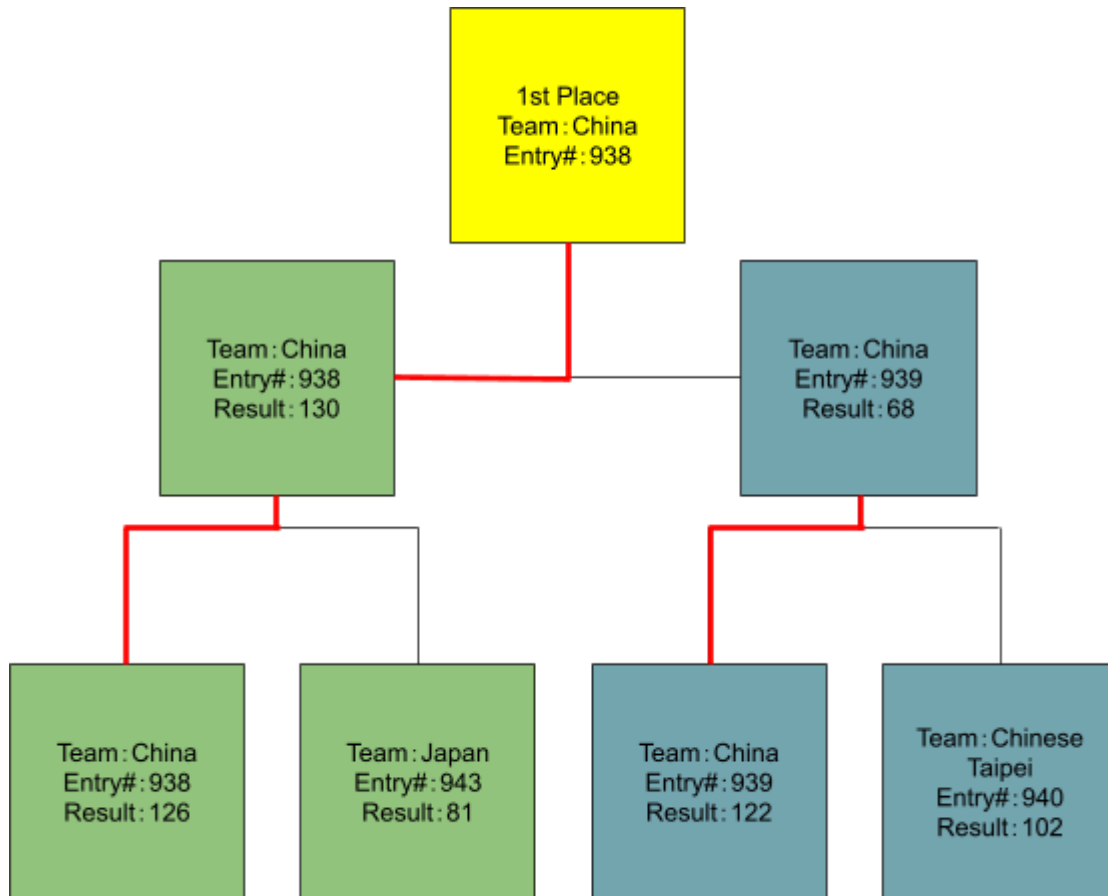 1st Place
Team:China
Entry#:938
Team:China
Entry#:938
Result:130
Team:China
Entry#:939
Result:68
Team:China
Entry#:938
Result:126
Team:Japan
Entry#:943
Result:81
Team:China
Entry#:939
Result:122
Team:Chinese
Taipei
Entry#:940
Result:102